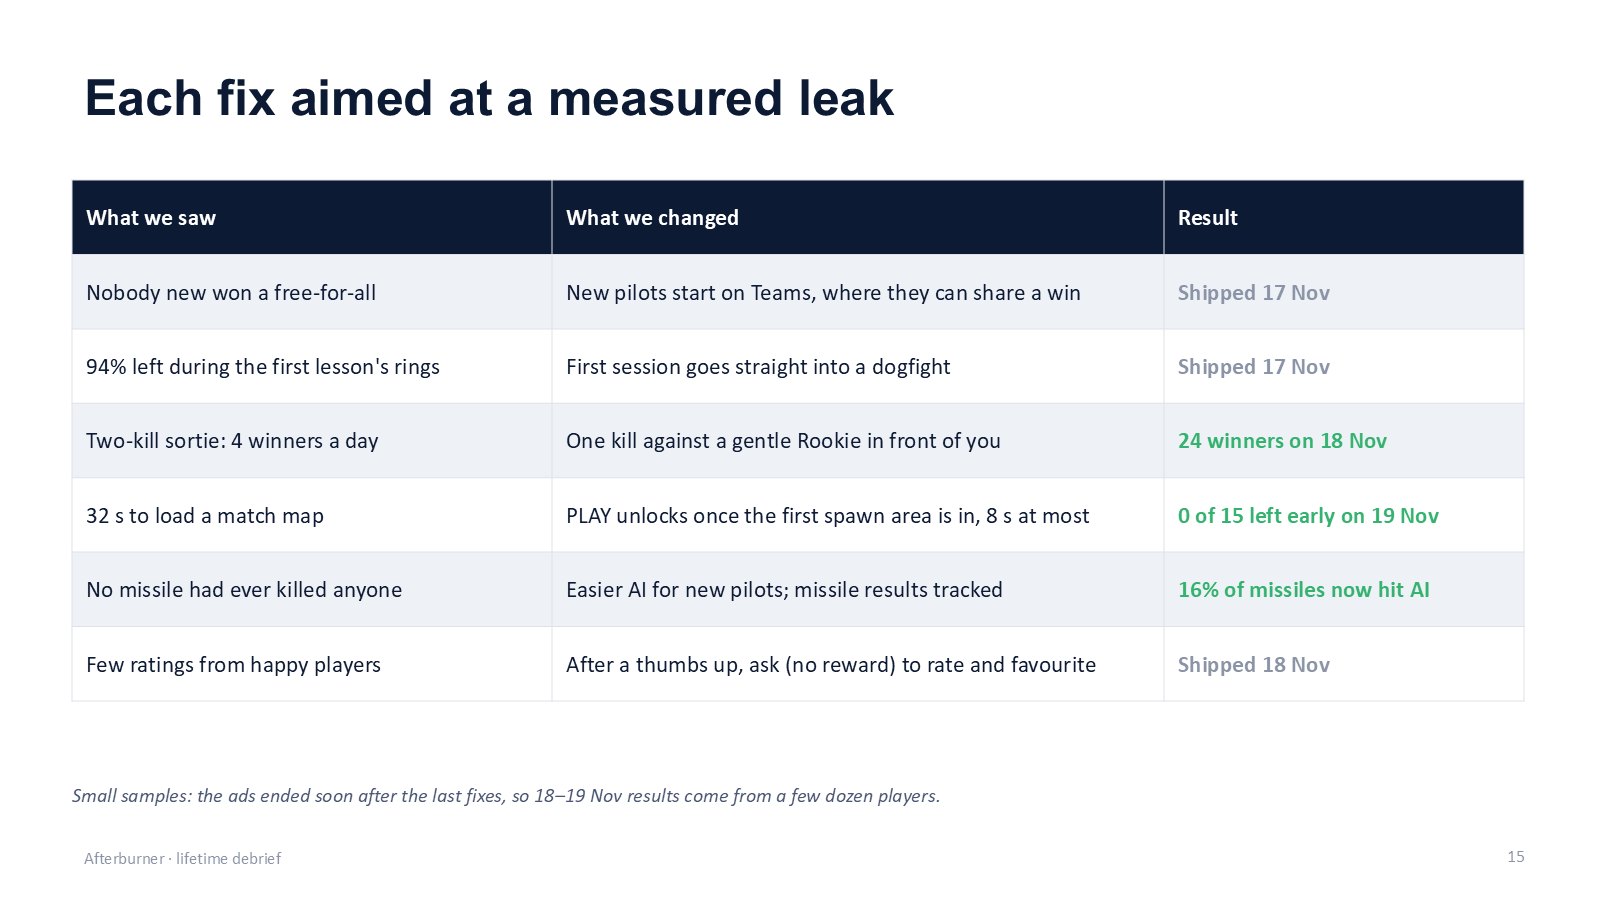 Each fix aimed at a measured leak
What we saw
What we changed
Result
Nobody new won a free-for-all
New pilots start on Teams, where they can share a win
Shipped 17 Nov
94% left during the first lesson's rings
First session goes straight into a dogfight
Shipped 17 Nov
Two-kill sortie: 4 winners a day
One kill against a gentle Rookie in front of you
24 winners on 18 Nov
32 s to load a match map
PLAY unlocks once the first spawn area is in, 8 s at most
0 of 15 left early on 19 Nov
No missile had ever killed anyone
Easier AI for new pilots; missile results tracked
16% of missiles now hit AI
Few ratings from happy players
After a thumbs up, ask (no reward) to rate and favourite
Shipped 18 Nov
Small samples: the ads ended soon after the last fixes, so 18–19 Nov results come from a few dozen players.
Afterburner · lifetime debrief
15